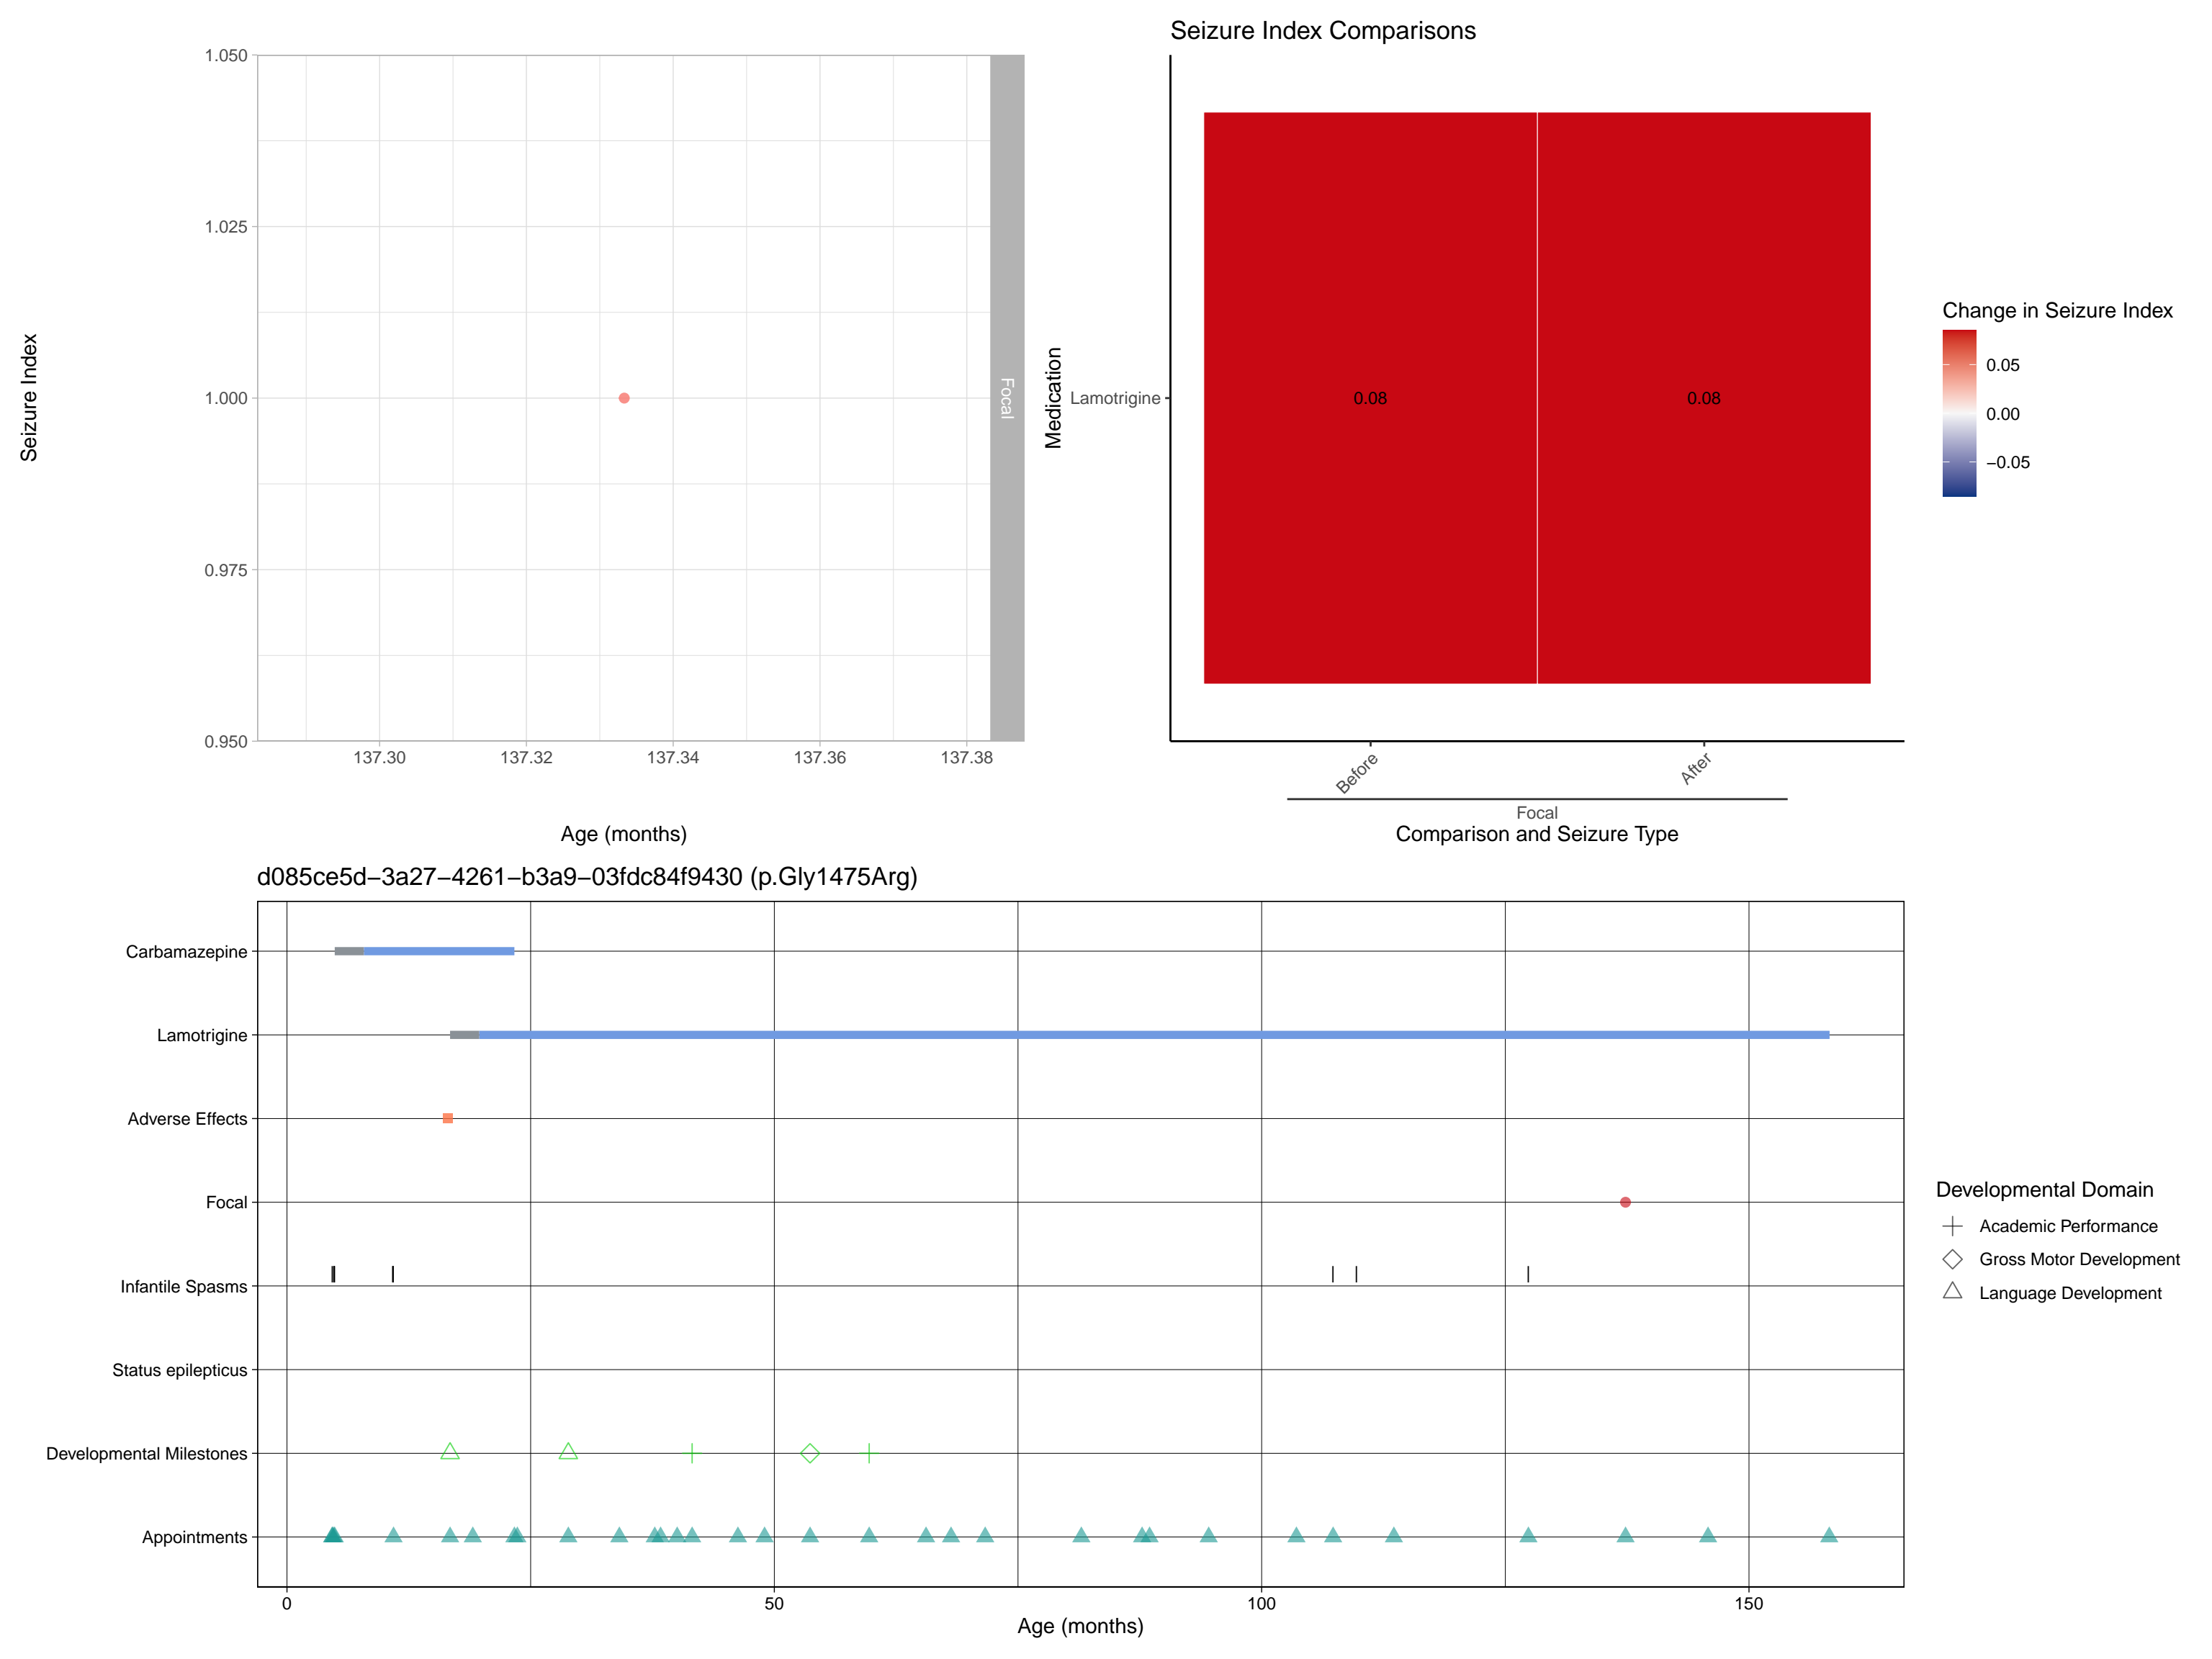 Seizure Index
1.050
1.025
1.000
0.975
0.950
137.30 137.32 137.34 137.36 137.38
Age (months)
Focal
Seizure Index Comparisons
Medication
Lamotrigine
0.08 0.08
Before After
Focal
Comparison and Seizure Type
Change in Seizure Index
0.05
0.00
−0.05
d085ce5d−3a27−4261−b3a9−03fdc84f9430 (p.Gly1475Arg)
Carbamazepine
Lamotrigine
Adverse Effects
Focal
Infantile Spasms
Status epilepticus
Developmental Milestones
Appointments
0 50 100 150
Age (months)
Developmental Domain
Academic Performance
Gross Motor Development
Language Development